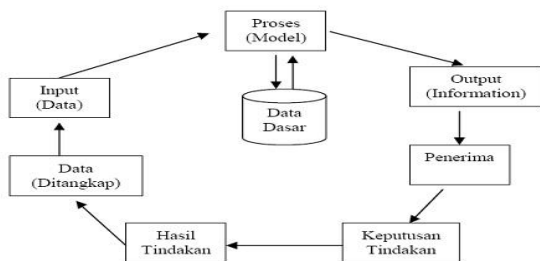 Proses
(Model)
Input
(Data)
Output
(Information)
Data
Dasar
Data
(Ditangkap)
Penerima
Hasil
Tindakan
Keputusan
Tindakan